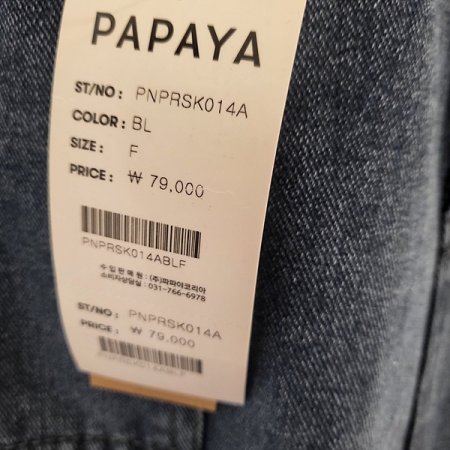 PAPAYA
ST/NO: PNPRSK014A
COLOR: BL
SIZE: F
PRICE: ₩ 79,000
PNPRSK014ABLF
수입판매원 : (주)파파야코리아
소비자상담실 : 031-766-6978
ST/NO: PNPRSK014A
PRICE: ₩ 79,000
PNPRSK014ABLF